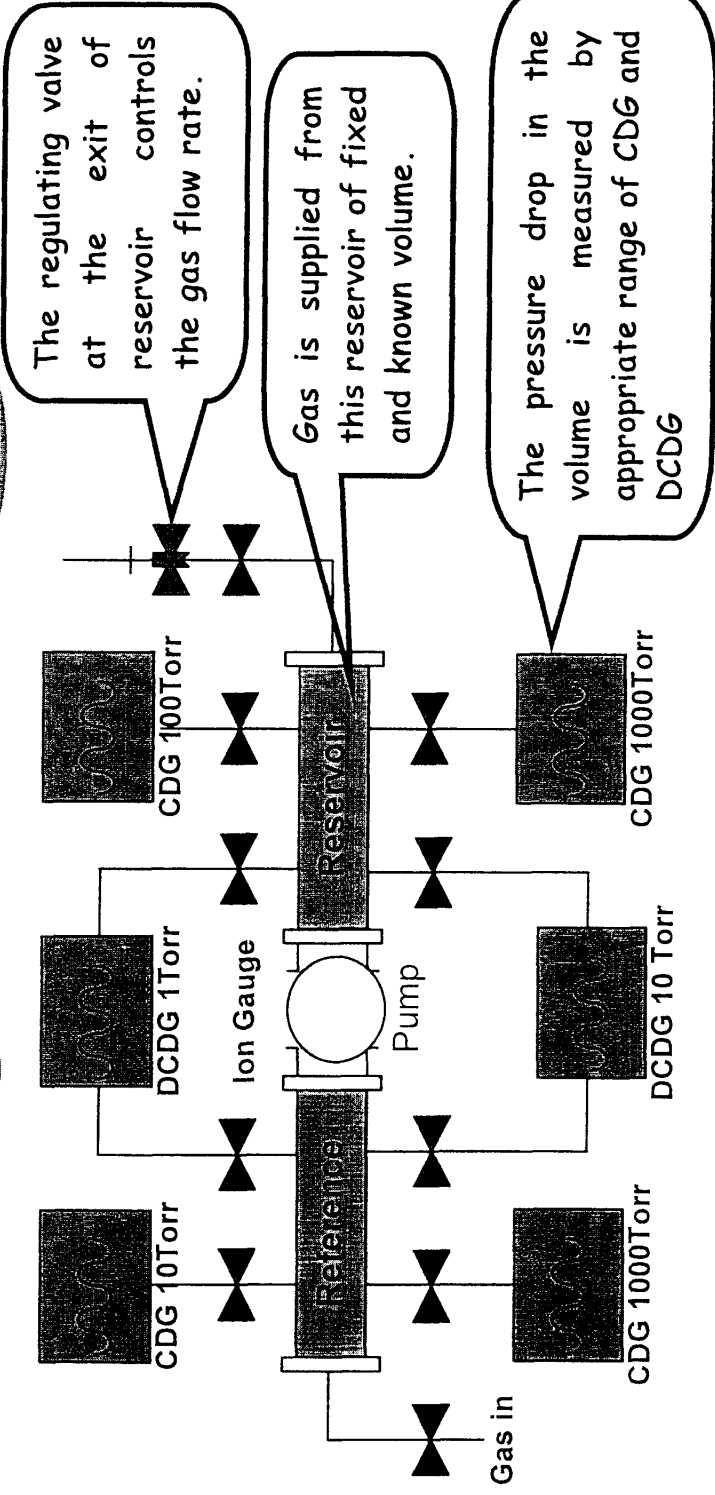 The regulating valve
at the exit of
reservoir controls
the gas flow rate.
Gas is supplied from
this reservoir of fixed
and known volume.
The pressure drop in the
volume is measured by
appropriate range of CDG and
DCDG
CDG 10Torr
DCDG 1Torr
CDG 100Torr
Ion Gauge
Reference
Pump
Reservoir
Gas in
CDG 1000Torr
DCDG 10 Torr
CDG 1000Torr